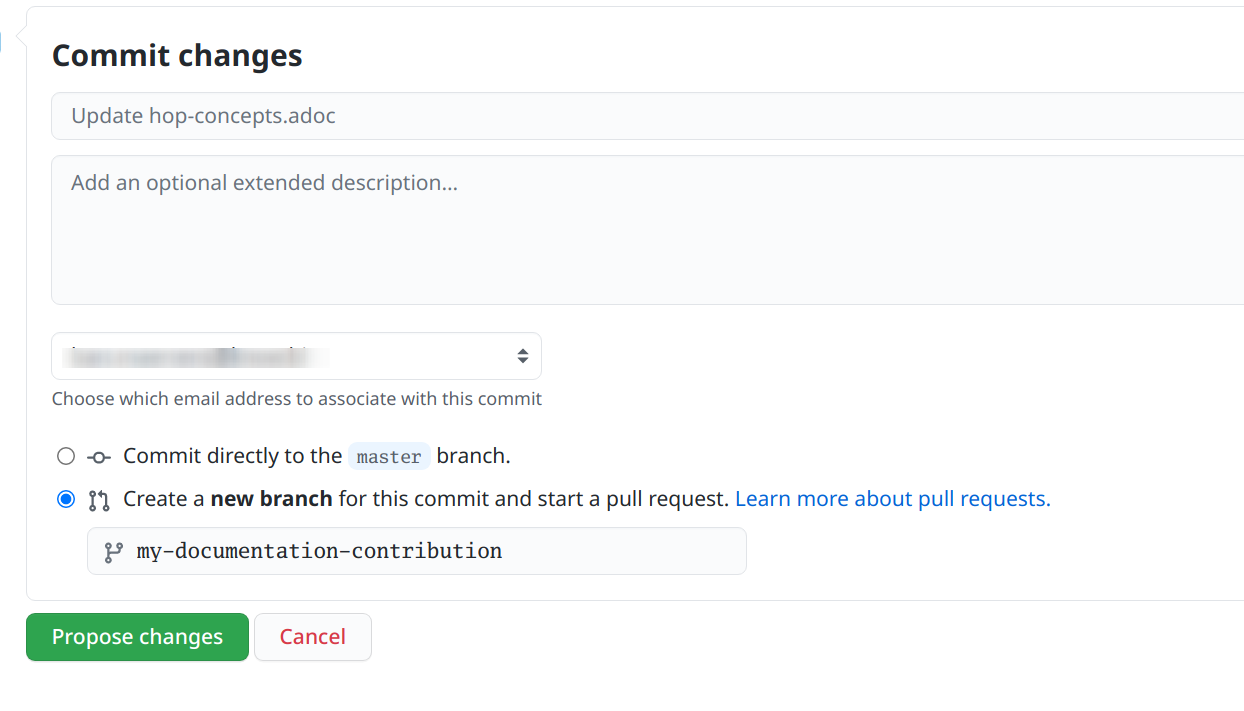 Commit changes
Update hop-concepts.adoc
Add an optional extended description...
Choose which email address to associate with this commit
Commit directly to the master branch.
Create a new branch for this commit and start a pull request. Learn more about pull requests.
my-documentation-contribution
Propose changes Cancel